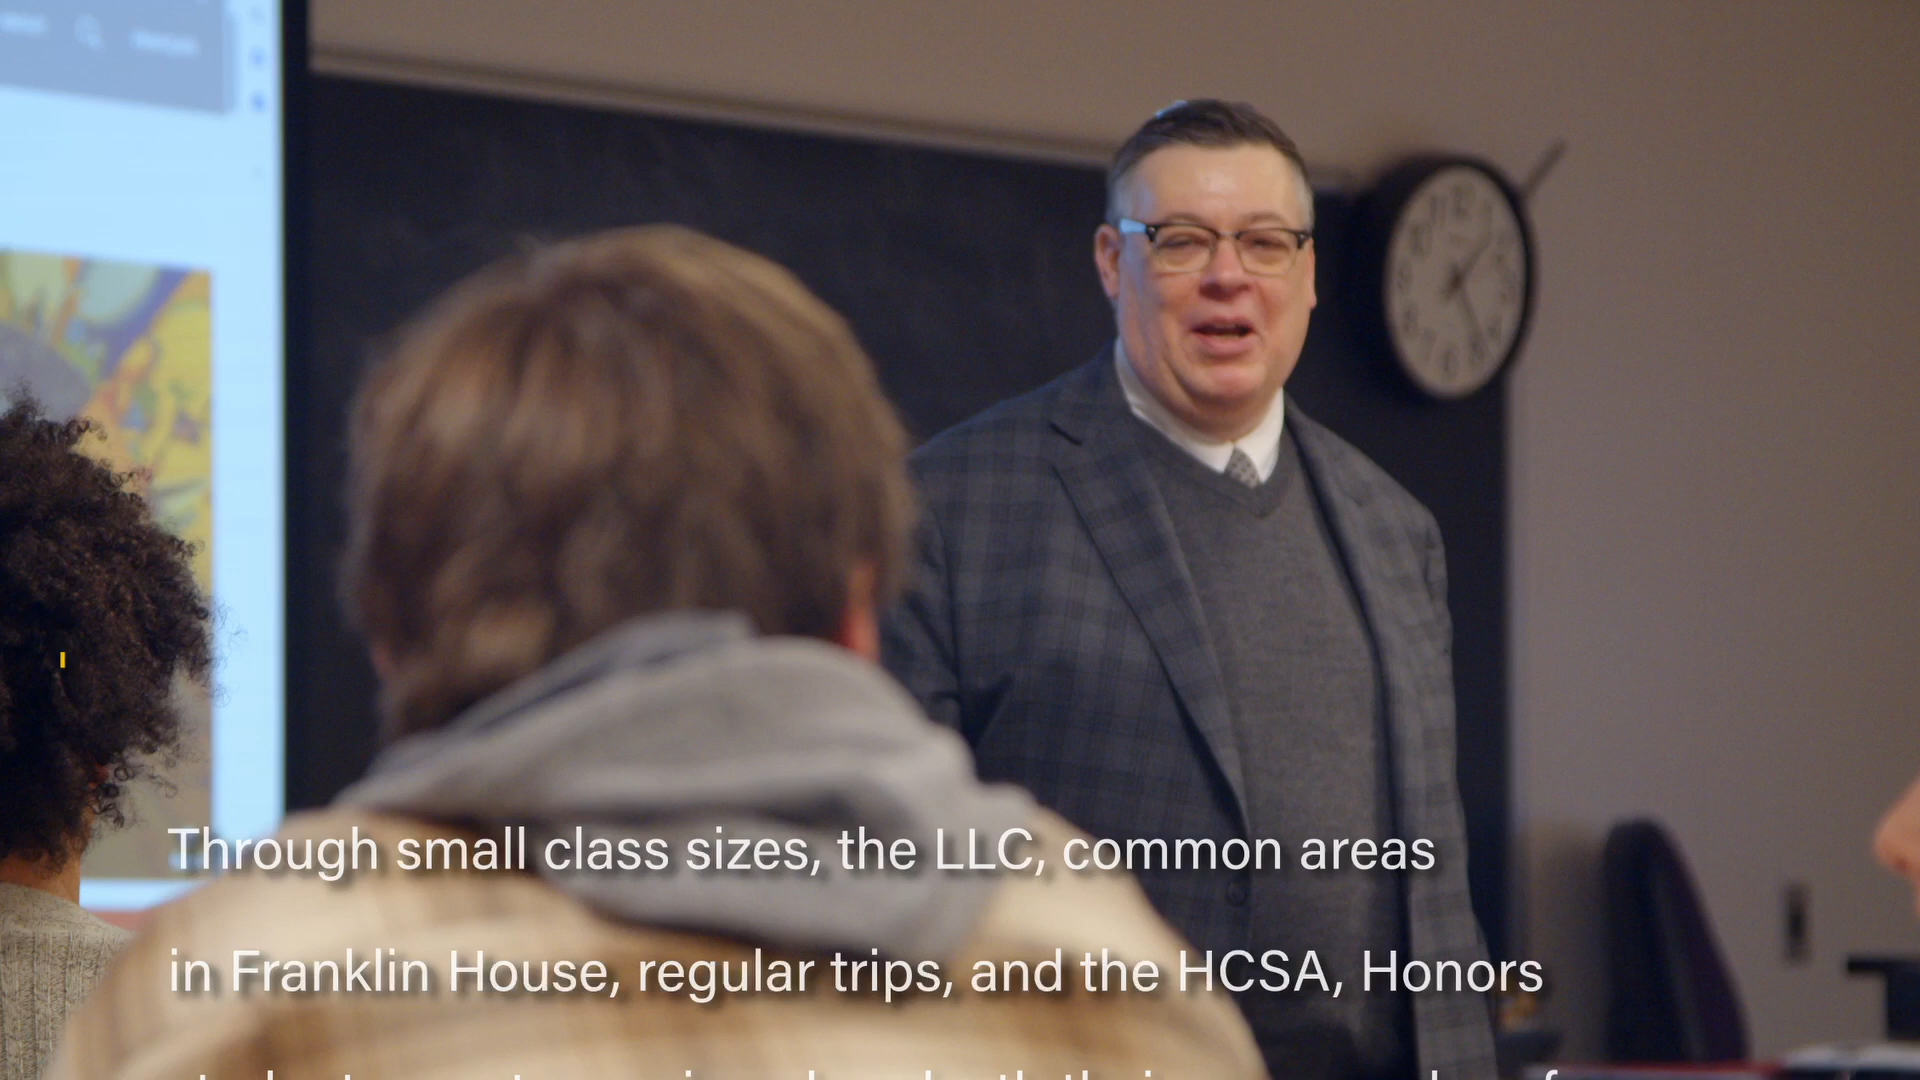 Through small class sizes, the LLC, common areas
in Franklin House, regular trips, and the HCSA, Honors